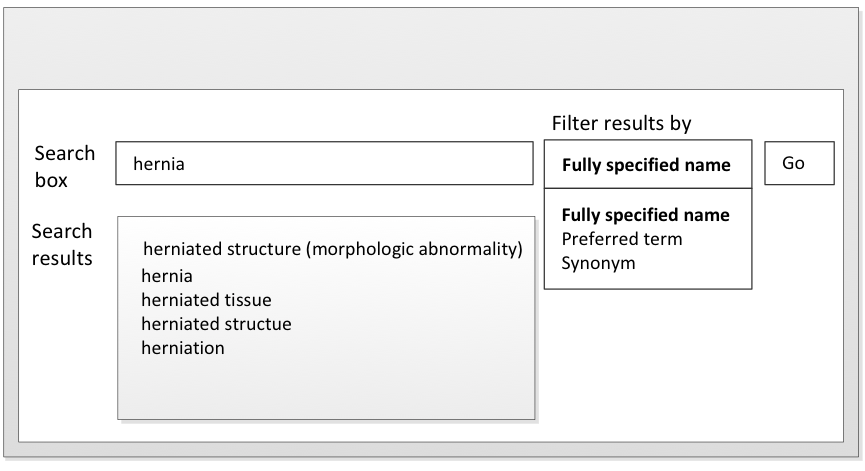 Filter results by
Search
box
hernia
Fully specified name
Go
Fully specified name
Preferred term
Synonym
Search
results
herniated structure (morphologic abnormality)
hernia
herniated tissue
herniated structue
herniation